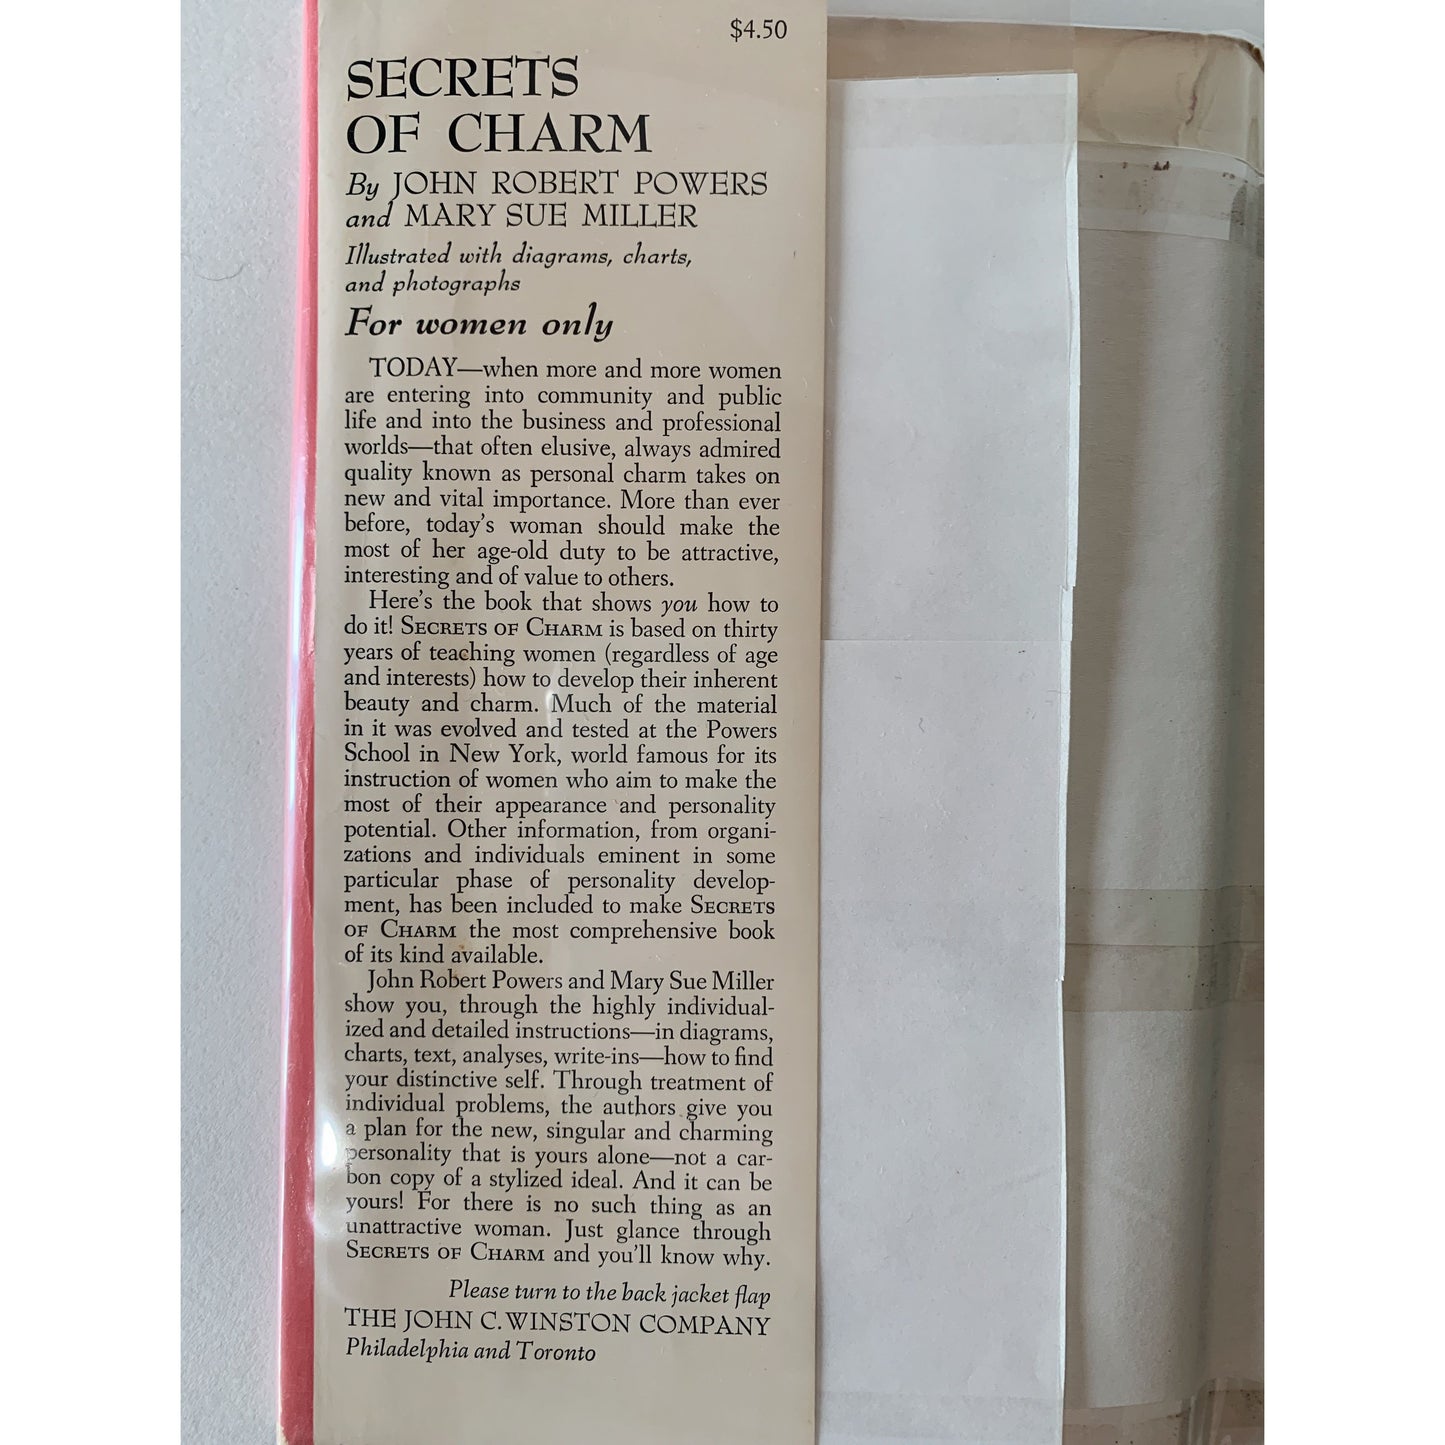 $4.50
SECRETS
OF CHARM
By JOHN ROBERT POWERS
and MARY SUE MILLER
Illustrated with diagrams, charts,
and photographs
For women only
TODAY—when more and more women
are entering into community and public
life and into the business and professional
worlds—that often elusive, always admired
quality known as personal charm takes on
new and vital importance. More than ever
before, today's woman should make the
most of her age-old duty to be attractive,
interesting and of value to others.
Here's the book that shows you how to
do it! SECRETS OF CHARM is based on thirty
years of teaching women (regardless of age
and interests) how to develop their inherent
beauty and charm. Much of the material
in it was evolved and tested at the Powers
School in New York, world famous for its
instruction of women who aim to make the
most of their appearance and personality
potential. Other information, from organi-
zations and individuals eminent in some
particular phase of personality develop-
ment, has been included to make SECRETS
OF CHARM the most comprehensive book
of its kind available.
John Robert Powers and Mary Sue Miller
show you, through the highly individual-
ized and detailed instructions—in diagrams,
charts, text, analyses, write-ins—how to find
your distinctive self. Through treatment of
individual problems, the authors give you
a plan for the new, singular and charming
personality that is yours alone—not a car-
bon copy of a stylized ideal. And it can be
yours! For there is no such thing as an
unattractive woman. Just glance through
SECRETS OF CHARM and you'll know why.
Please turn to the back jacket flap
THE JOHN C. WINSTON COMPANY
Philadelphia and Toronto